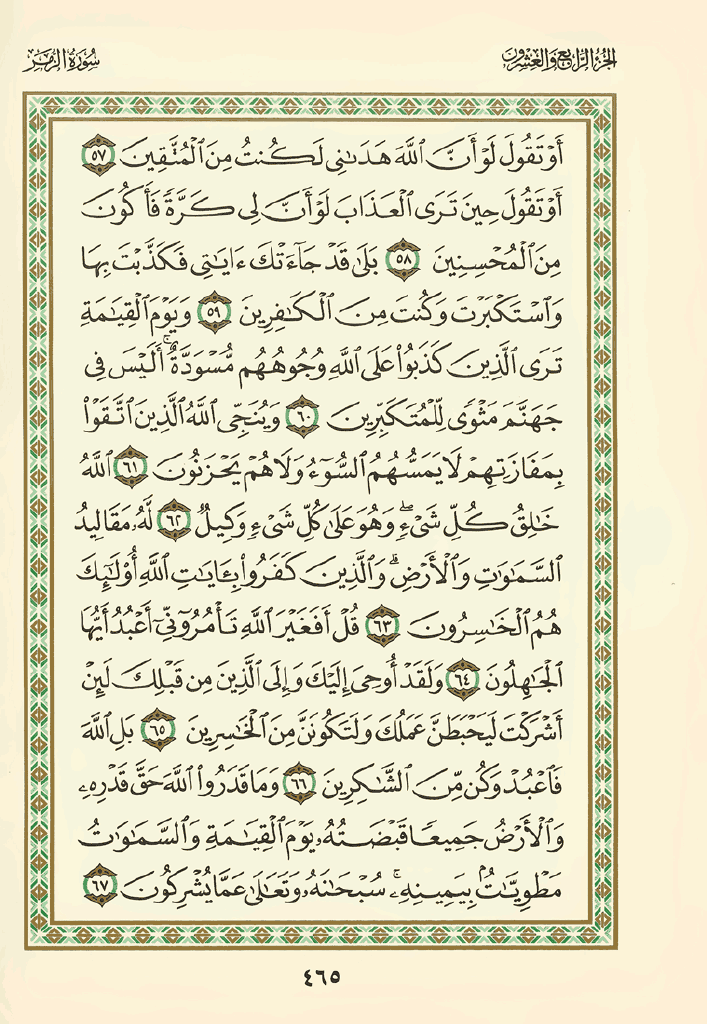 الجزء الرابع والعشرون
سورة الزمر
أَوْ تَقُولَ لَوْ أَنَّ ٱللَّهَ هَدَىٰنِى لَكُنتُ مِنَ ٱلْمُتَّقِينَ ٥٧
أَوْ تَقُولَ حِينَ تَرَى ٱلْعَذَابَ لَوْ أَنَّ لِى كَرَّةً فَأَكُونَ
مِنَ ٱلْمُحْسِنِينَ ٥٨ بَلَىٰ قَدْ جَآءَتْكَ ءَايَٰتِى فَكَذَّبْتَ بِهَا
وَٱسْتَكْبَرْتَ وَكُنتَ مِنَ ٱلْكَٰفِرِينَ ٥٩ وَيَوْمَ ٱلْقِيَٰمَةِ
تَرَى ٱلَّذِينَ كَذَبُوا۟ عَلَى ٱللَّهِ وُجُوهُهُم مُّسْوَدَّةٌ ۚ أَلَيْسَ فِى
جَهَنَّمَ مَثْوًى لِّلْمُتَكَبِّرِينَ ٦٠ وَيُنَجِّى ٱللَّهُ ٱلَّذِينَ ٱتَّقَوْا۟
بِمَفَازَتِهِمْ لَا يَمَسُّهُمُ ٱلسُّوٓءُ وَلَا هُمْ يَحْزَنُونَ ٦١ ٱللَّهُ
خَٰلِقُ كُلِّ شَىْءٍ ۖ وَهُوَ عَلَىٰ كُلِّ شَىْءٍ وَكِيلٌ ٦٢ لَّهُۥ مَقَالِيدُ
ٱلسَّمَٰوَٰتِ وَٱلْأَرْضِ ۗ وَٱلَّذِينَ كَفَرُوا۟ بِـَٔايَٰتِ ٱللَّهِ أُو۟لَٰٓئِكَ
هُمُ ٱلْخَٰسِرُونَ ٦٣ قُلْ أَفَغَيْرَ ٱللَّهِ تَأْمُرُوٓنِّىٓ أَعْبُدُ أَيُّهَا
ٱلْجَٰهِلُونَ ٦٤ وَلَقَدْ أُوحِىَ إِلَيْكَ وَإِلَى ٱلَّذِينَ مِن قَبْلِكَ لَئِنْ
أَشْرَكْتَ لَيَحْبَطَنَّ عَمَلُكَ وَلَتَكُونَنَّ مِنَ ٱلْخَٰسِرِينَ ٦٥ بَلِ ٱللَّهَ
فَٱعْبُدْ وَكُن مِّنَ ٱلشَّٰكِرِينَ ٦٦ وَمَا قَدَرُوا۟ ٱللَّهَ حَقَّ قَدْرِهِۦ
وَٱلْأَرْضُ جَمِيعًا قَبْضَتُهُۥ يَوْمَ ٱلْقِيَٰمَةِ وَٱلسَّمَٰوَٰتُ
مَطْوِيَّٰتٌۢ بِيَمِينِهِۦ ۚ سُبْحَٰنَهُۥ وَتَعَٰلَىٰ عَمَّا يُشْرِكُونَ ٦٧
٤٦٥